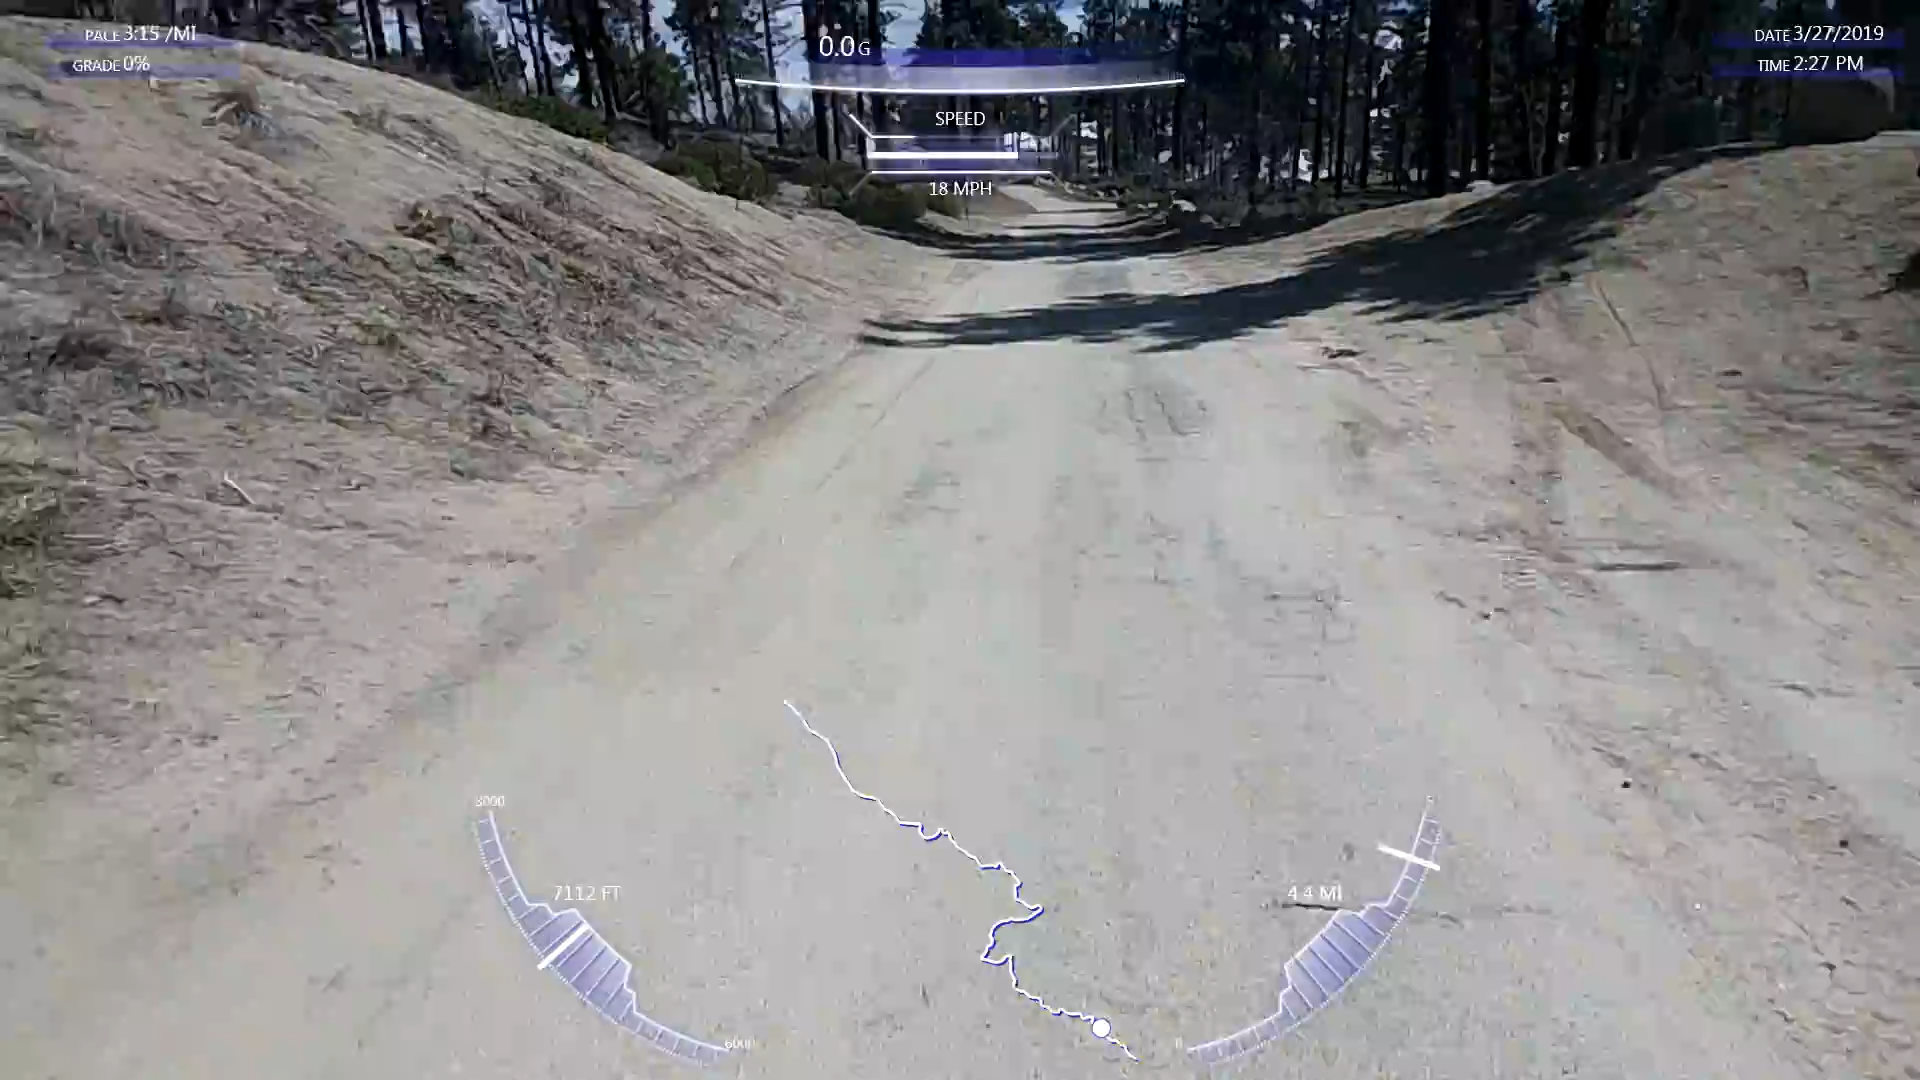 PACE 3:15 /MI
GRADE 0%
0.0 G
SPEED
18 MPH
DATE 3/27/2019
TIME 2:27 PM
8000
7112 FT
6000
4.4 MI
0